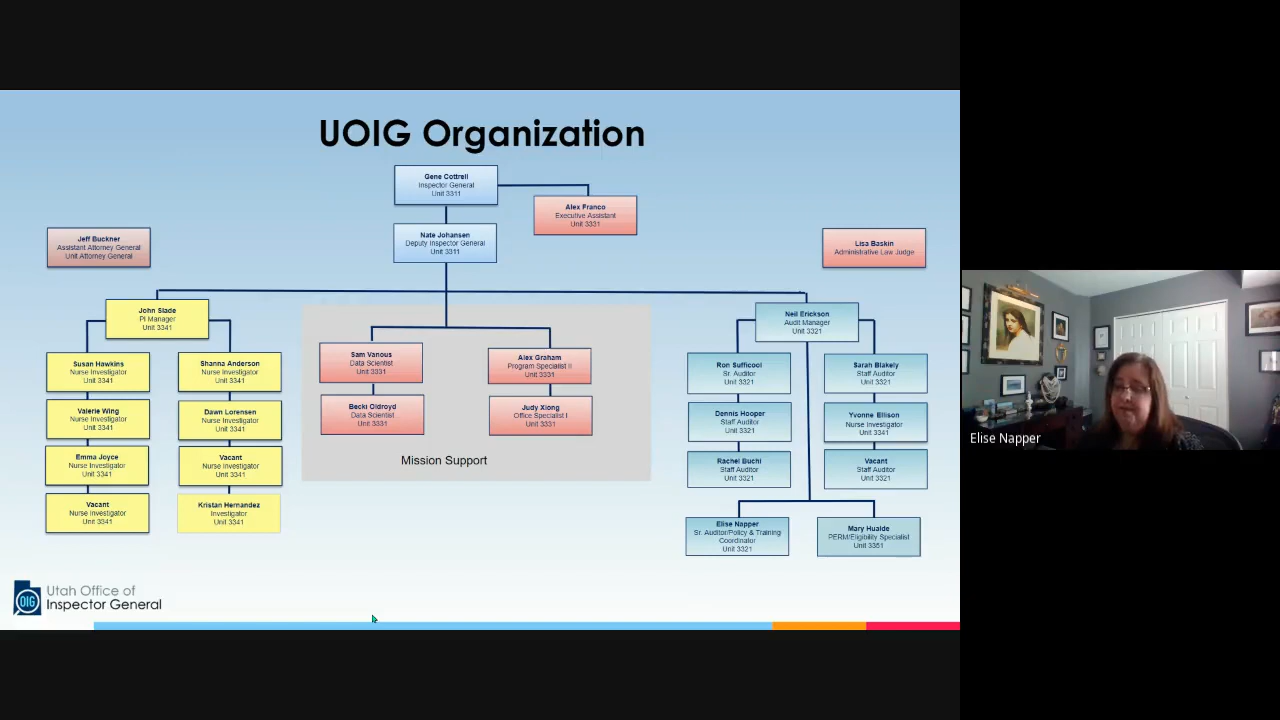 UOIG Organization
Gene Cottrell
Inspector General
Unit 3311
Alex Franco
Executive Assistant
Unit 3331
Nate Johansen
Deputy Inspector General
Unit 3311
Jeff Buckner
Assistant Attorney General
Unit Attorney General
Lisa Baskin
Administrative Law Judge
John Slade
PI Manager
Unit 3341
Susan Hawkins
Nurse Investigator
Unit 3341
Valerie Wing
Nurse Investigator
Unit 3341
Emma Joyce
Nurse Investigator
Unit 3341
Vacant
Nurse Investigator
Unit 3341
Shanna Anderson
Nurse Investigator
Unit 3341
Dawn Lorensen
Nurse Investigator
Unit 3341
Vacant
Nurse Investigator
Unit 3341
Kristan Hernandez
Investigator
Unit 3341
Sam Vanous
Data Scientist
Unit 3331
Becki Oldroyd
Data Scientist
Unit 3331
Alex Graham
Program Specialist II
Unit 3331
Judy Xiong
Office Specialist I
Unit 3331
Mission Support
Neil Erickson
Audit Manager
Unit 3321
Ron Sufficool
Sr. Auditor
Unit 3321
Dennis Hooper
Staff Auditor
Unit 3321
Rachel Buchi
Staff Auditor
Unit 3321
Sarah Blakely
Staff Auditor
Unit 3321
Yvonne Ellison
Nurse Investigator
Unit 3341
Vacant
Staff Auditor
Unit 3321
Elise Napper
Sr. Auditor/Policy & Training
Coordinator
Unit 3321
Mary Hualde
PERM/Eligibility Specialist
Unit 3361
OIG
Utah Office of
Inspector General
Elise Napper